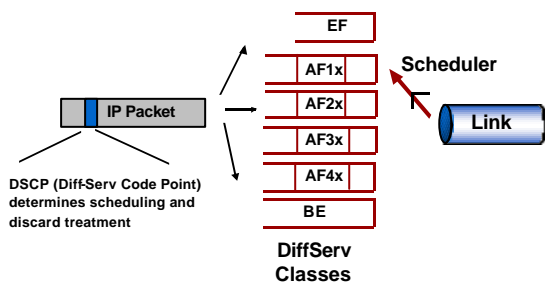 EF
AF1x
Scheduler
IP Packet
AF2x
Link
AF3x
DSCP (Diff-Serv Code Point)
determines scheduling and
discard treatment
AF4x
BE
DiffServ
Classes